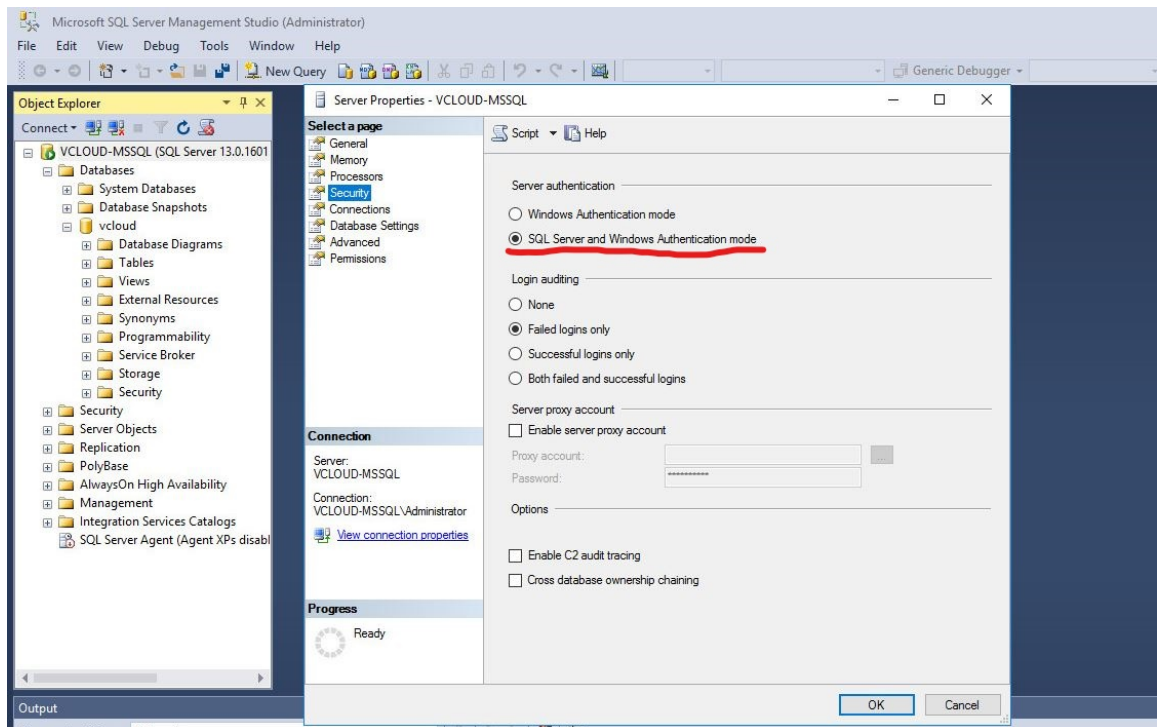 Microsoft SQL Server Management Studio (Administrator)
File Edit View Debug Tools Window Help
New Query Generic Debugger
Object Explorer
Connect
VCLOUD-MSSQL (SQL Server 13.0.1601
Databases
System Databases
Database Snapshots
vcloud
Database Diagrams
Tables
Views
External Resources
Synonyms
Programmability
Service Broker
Storage
Security
Security
Server Objects
Replication
PolyBase
AlwaysOn High Availability
Management
Integration Services Catalogs
SQL Server Agent (Agent XPs disabl
Output
Server Properties - VCLOUD-MSSQL
Select a page
General
Memory
Processors
Security
Connections
Database Settings
Advanced
Permissions
Connection
Server:
VCLOUD-MSSQL
Connection:
VCLOUD-MSSQL\Administrator
View connection properties
Progress
Ready
Script Help
Server authentication
Windows Authentication mode
SQL Server and Windows Authentication mode
Login auditing
None
Failed logins only
Successful logins only
Both failed and successful logins
Server proxy account
Enable server proxy account
Proxy account:
...
Password: **********
Options
Enable C2 audit tracing
Cross database ownership chaining
OK Cancel